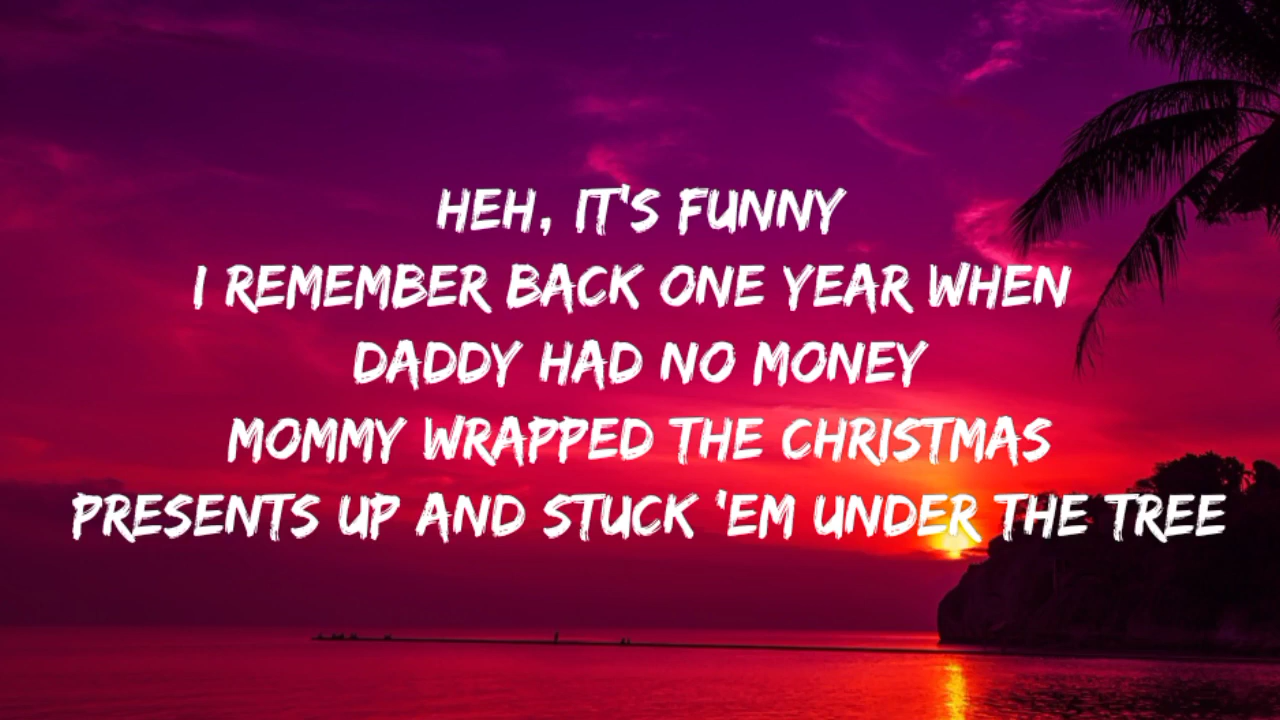 HEH, IT'S FUNNY
I REMEMBER BACK ONE YEAR WHEN
DADDY HAD NO MONEY
MOMMY WRAPPED THE CHRISTMAS
PRESENTS UP AND STUCK 'EM UNDER THE TREE